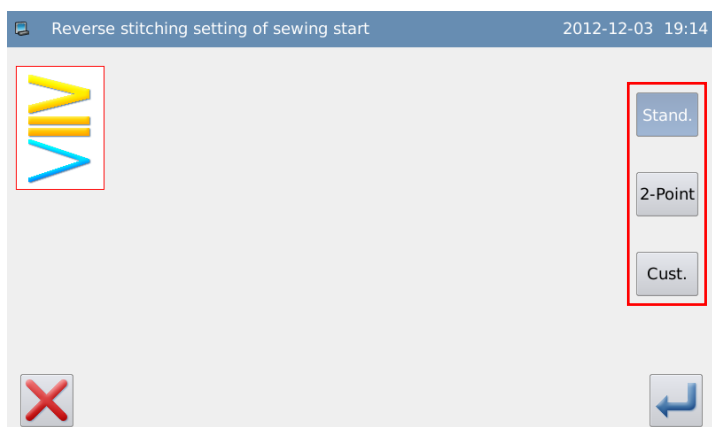 Reverse stitching setting of sewing start 2012-12-03 19:14
Stand.
2-Point
Cust.